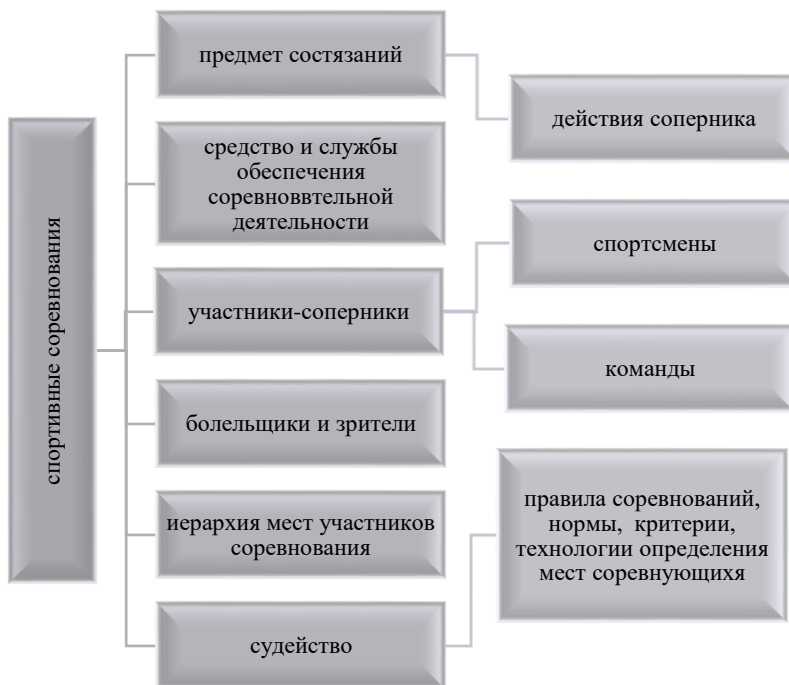 спортивные соревнования
предмет состязаний
действия соперника
средство и службы
обеспечения
соревноввтельной
деятельности
участники-соперники
спортсмены
команды
болельщики и зрители
иерархия мест участников
соревнования
судейство
правила соревнований,
нормы, критерии,
технологии определения
мест соревнующихя